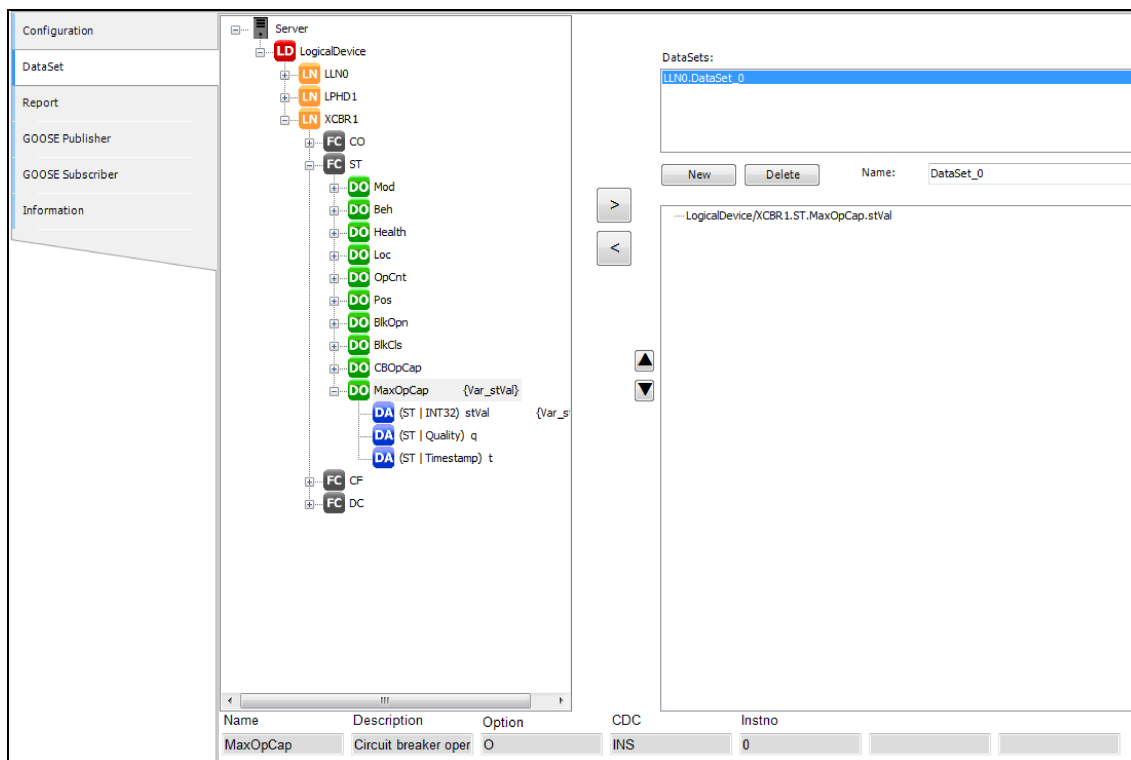 Configuration
DataSet
Report
GOOSE Publisher
GOOSE Subscriber
Information
Server
LD LogicalDevice
LN LLN0
LN LPHD1
LN XCBR1
FC CO
FC ST
DO Mod
DO Beh
DO Health
DO Loc
DO OpCnt
DO Pos
DO BlkOpn
DO BlkCls
DO CBOpCap
DO MaxOpCap {Var_stVal}
DA (ST | INT32) stVal {Var_s
DA (ST | Quality) q
DA (ST | Timestamp) t
FC CF
FC DC
>
<
DataSets:
LLN0.DataSet_0
New Delete Name: DataSet_0
LogicalDevice/XCBR1.ST.MaxOpCap.stVal
Name Description Option CDC Instno
MaxOpCap Circuit breaker oper O INS 0